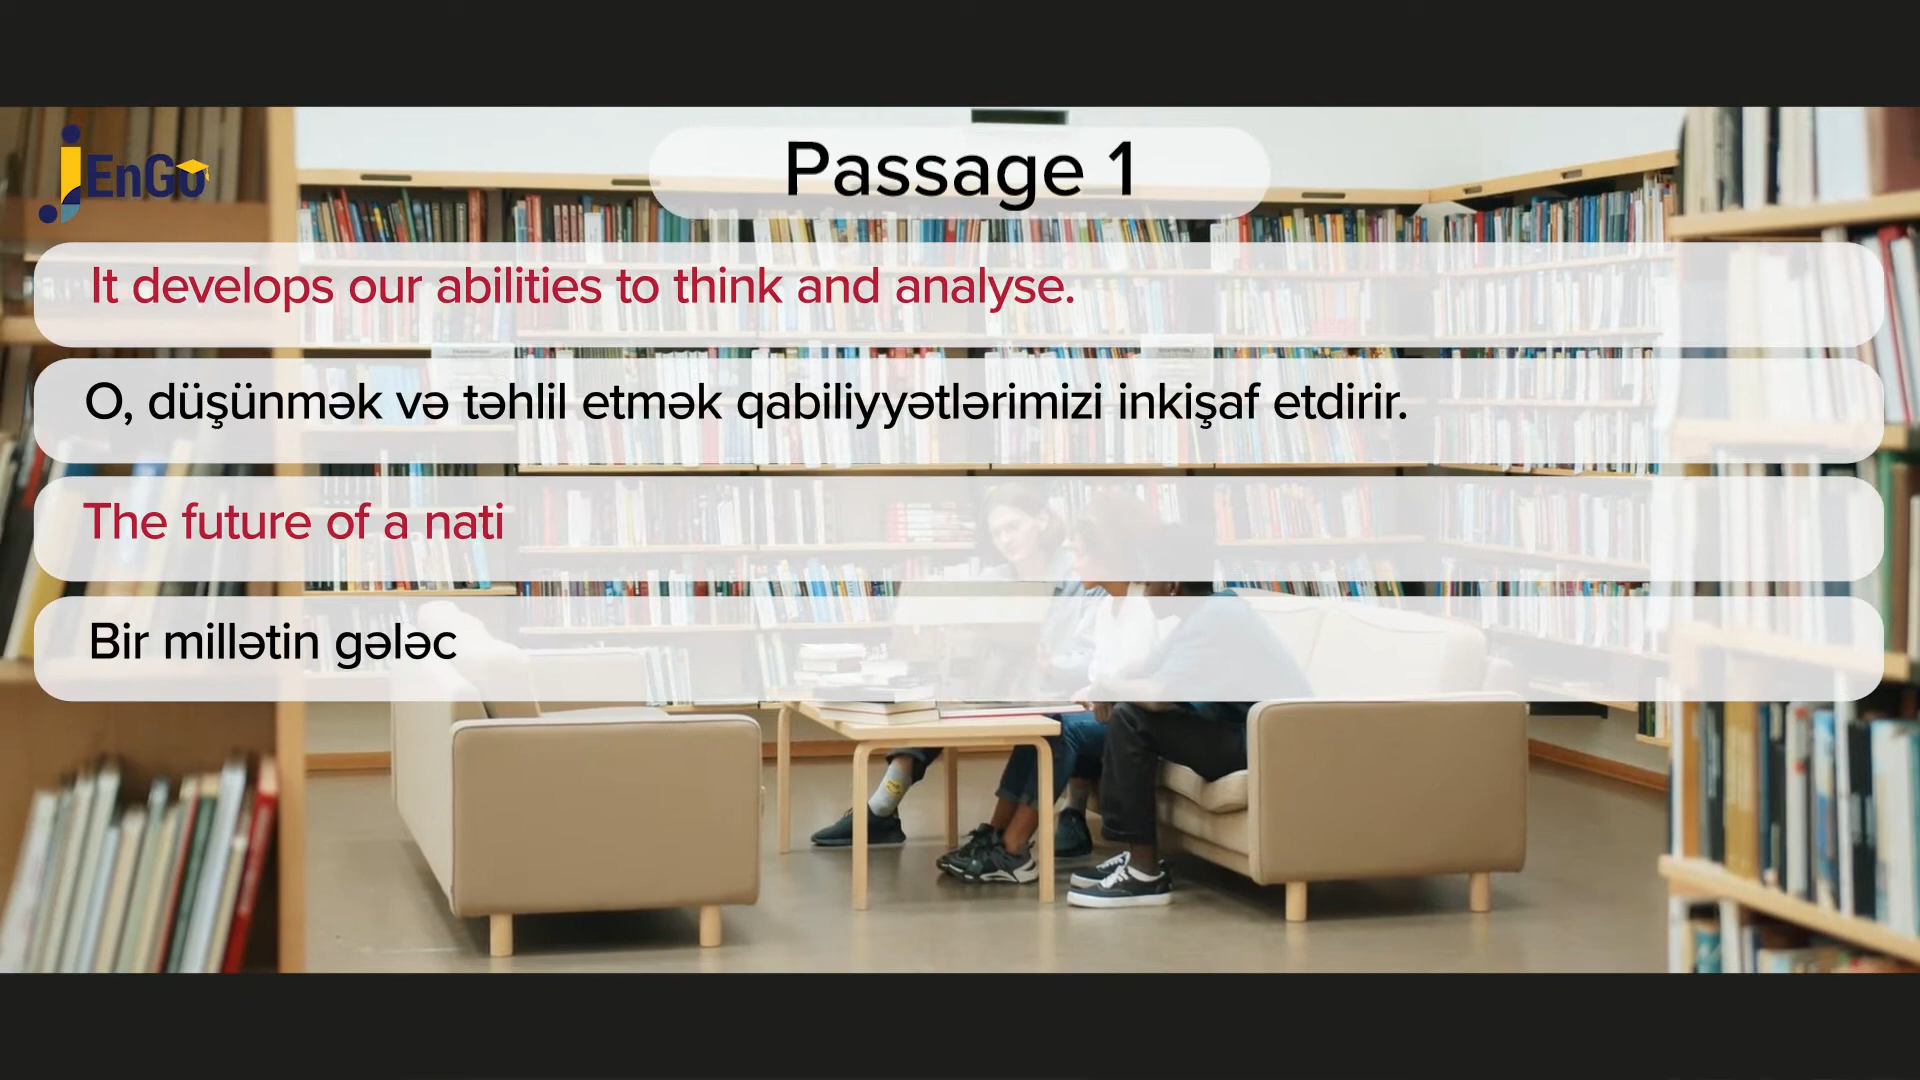 jEnGo
Passage 1
It develops our abilities to think and analyse.
O, düşünmək və təhlil etmək qabiliyyətlərimizi inkişaf etdirir.
The future of a nati
Bir millətin gələc